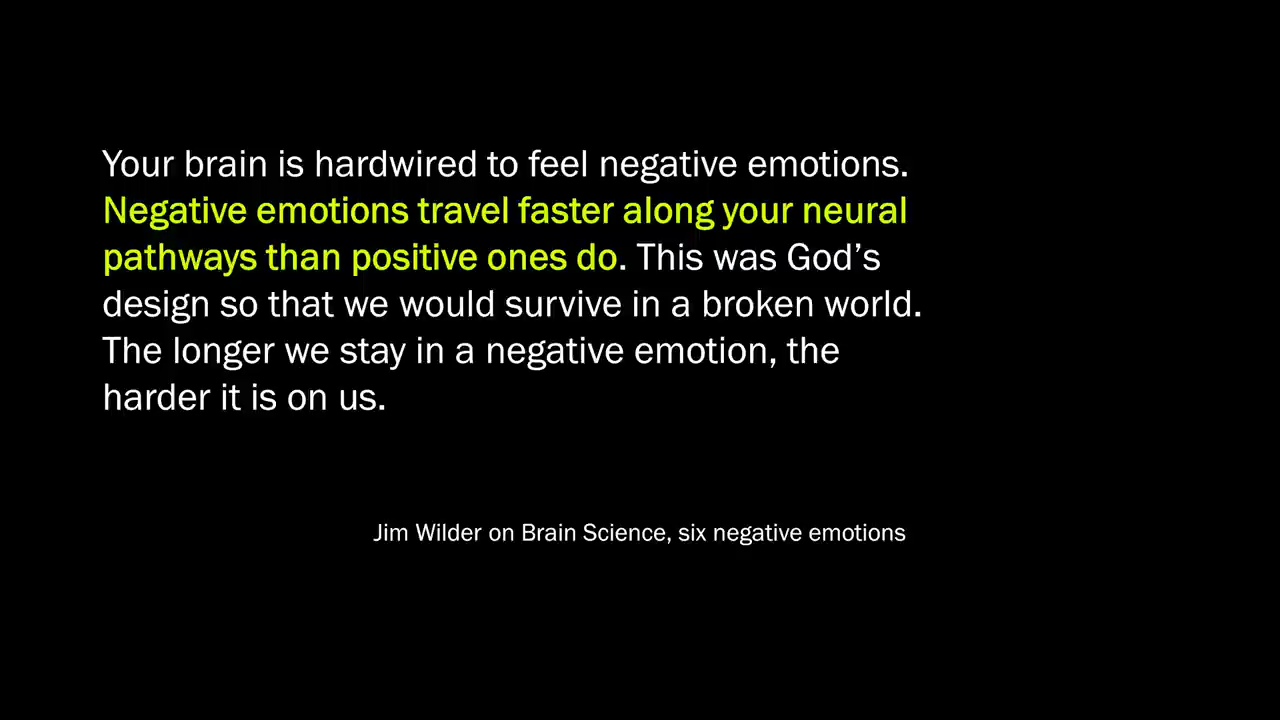 Your brain is hardwired to feel negative emotions.
Negative emotions travel faster along your neural
pathways than positive ones do. This was God’s
design so that we would survive in a broken world.
The longer we stay in a negative emotion, the
harder it is on us.
Jim Wilder on Brain Science, six negative emotions